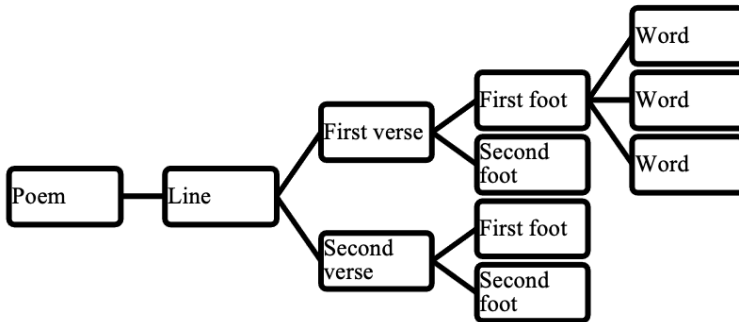 Poem
Line
First verse
First foot
Word
Word
Word
Second
foot
Second
verse
First foot
Second
foot